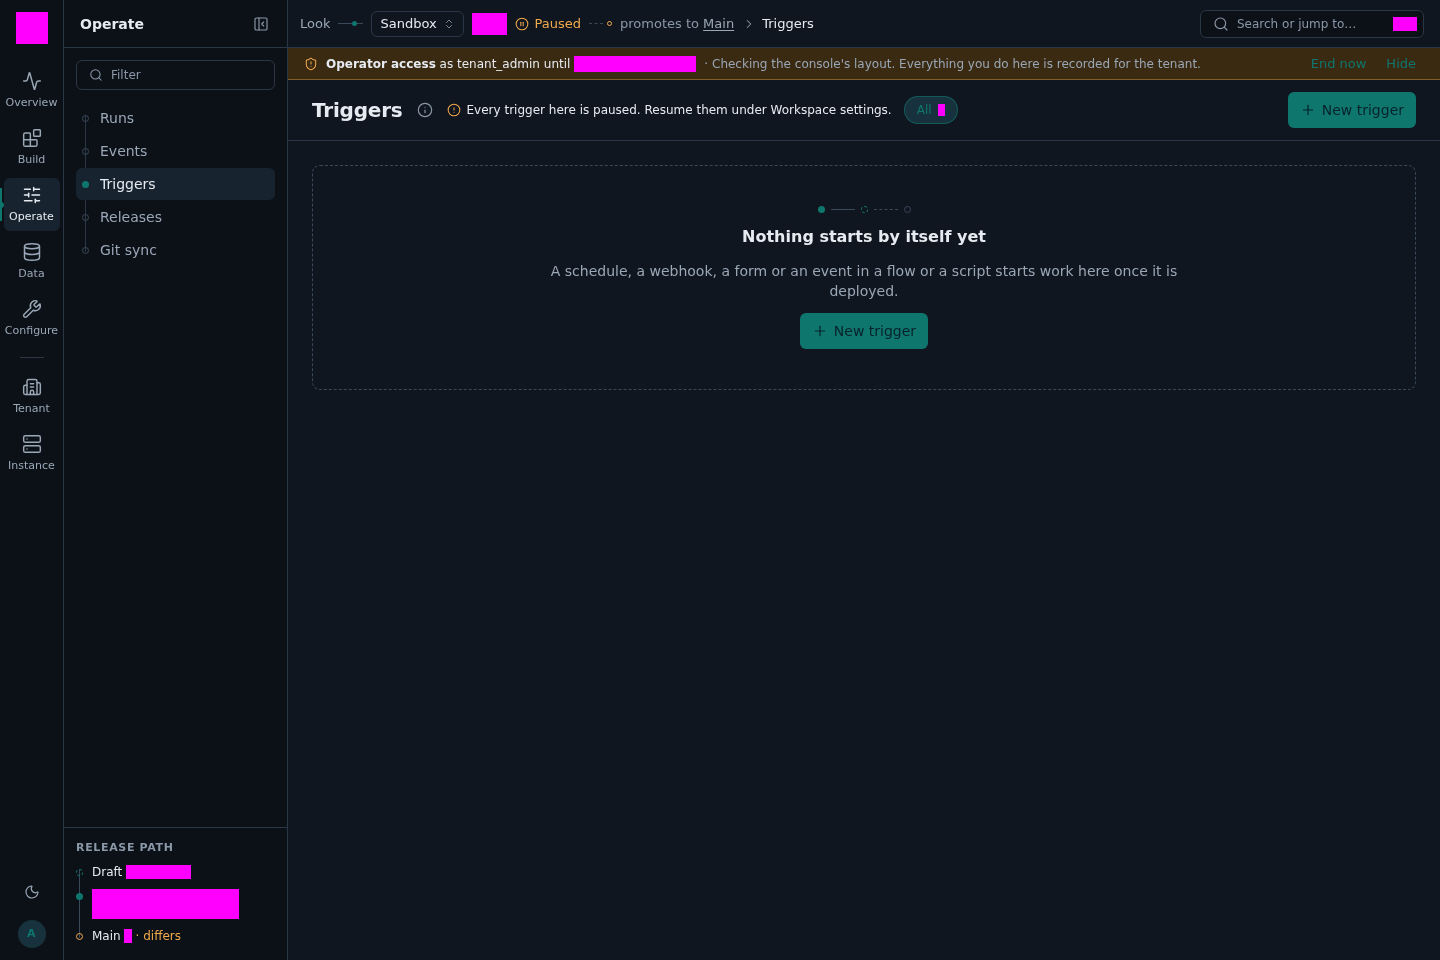 Operate
Look
Sandbox
Paused
promotes to Main
Triggers
Search or jump to...
Operator access as tenant_admin until
· Checking the console's layout. Everything you do here is recorded for the tenant.
End now
Hide
Overview
Build
Operate
Data
Configure
Tenant
Instance
A
Filter
Runs
Events
Triggers
Releases
Git sync
Triggers
Every trigger here is paused. Resume them under Workspace settings.
All
New trigger
Nothing starts by itself yet
A schedule, a webhook, a form or an event in a flow or a script starts work here once it is
deployed.
New trigger
RELEASE PATH
Draft
Main · differs